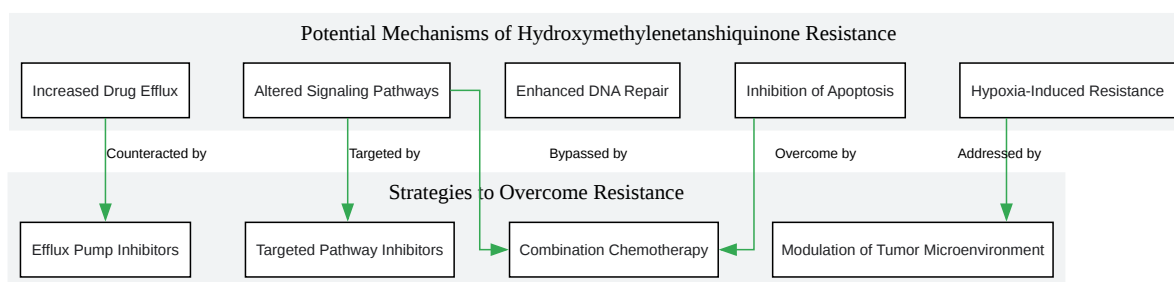 Potential Mechanisms of Hydroxymethylenetanshiquinone Resistance
Increased Drug Efflux
Altered Signaling Pathways
Enhanced DNA Repair
Inhibition of Apoptosis
Hypoxia-Induced Resistance
Counteracted by
Targeted by
Bypassed by
Overcome by
Addressed by
Strategies to Overcome Resistance
Efflux Pump Inhibitors
Targeted Pathway Inhibitors
Combination Chemotherapy
Modulation of Tumor Microenvironment